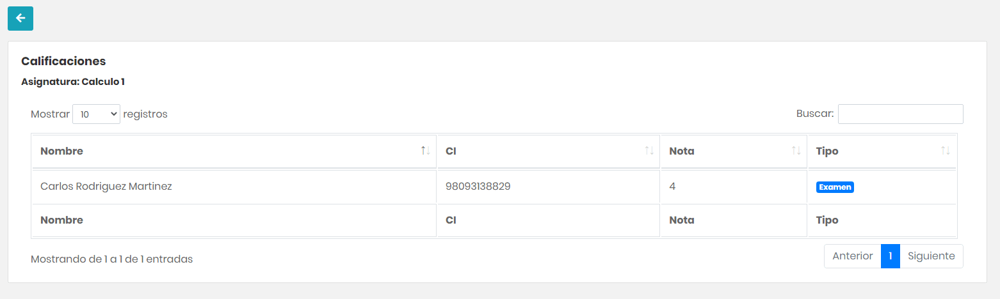 Calificaciones
Asignatura: Calculo 1
Mostrar 10 registros Buscar:
Nombre CI Nota Tipo
Carlos Rodriguez Martinez 98093138829 4 Examen
Nombre CI Nota Tipo
Mostrando de 1 a 1 de 1 entradas Anterior 1 Siguiente